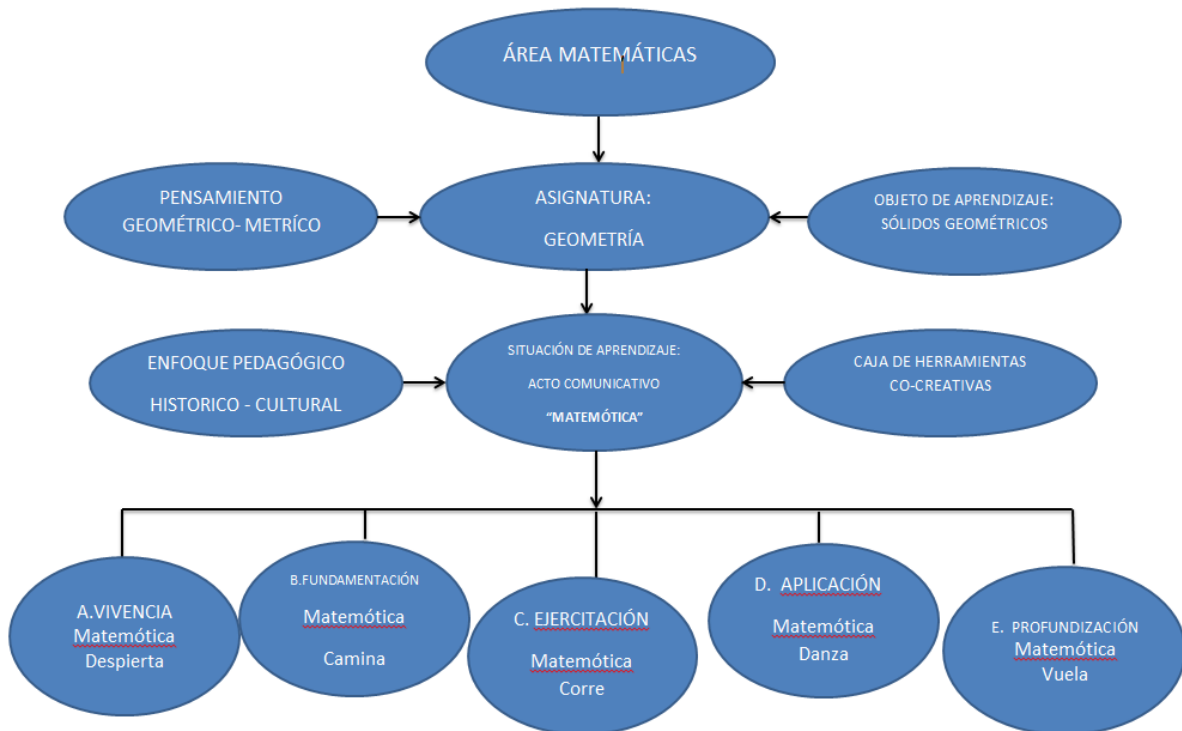 ÁREA MATEMÁTICAS
PENSAMIENTO
GEOMÉTRICO- METRÍCO
ASIGNATURA:
GEOMETRÍA
OBJETO DE APRENDIZAJE:
SÓLIDOS GEOMÉTRICOS
ENFOQUE PEDAGÓGICO
HISTORICO - CULTURAL
SITUACIÓN DE APRENDIZAJE:
ACTO COMUNICATIVO
“MATEMÓTICA”
CAJA DE HERRAMIENTAS
CO-CREATIVAS
A.VIVENCIA
Matemótica
Despierta
B.FUNDAMENTACIÓN
Matemótica
Camina
C. EJERCITACIÓN
Matemótica
Corre
D. APLICACIÓN
Matemótica
Danza
E. PROFUNDIZACIÓN
Matemótica
Vuela